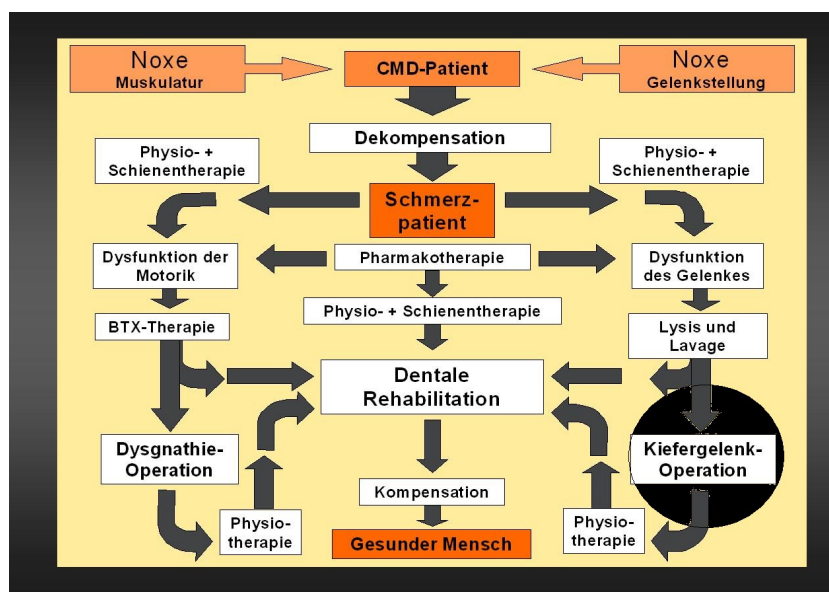 Noxe
Muskulatur
CMD-Patient
Noxe
Gelenkstellung
Dekompensation
Physio- +
Schienentherapie
Physio- +
Schienentherapie
Schmerz-
patient
Dysfunktion der
Motorik
Pharmakotherapie
Dysfunktion
des Gelenkes
BTX-Therapie
Physio- + Schienentherapie
Lysis und
Lavage
Dentale
Rehabilitation
Dysgnathie-
Operation
Kiefergelenk-
Operation
Kompensation
Physio-
therapie
Physio-
therapie
Gesunder Mensch